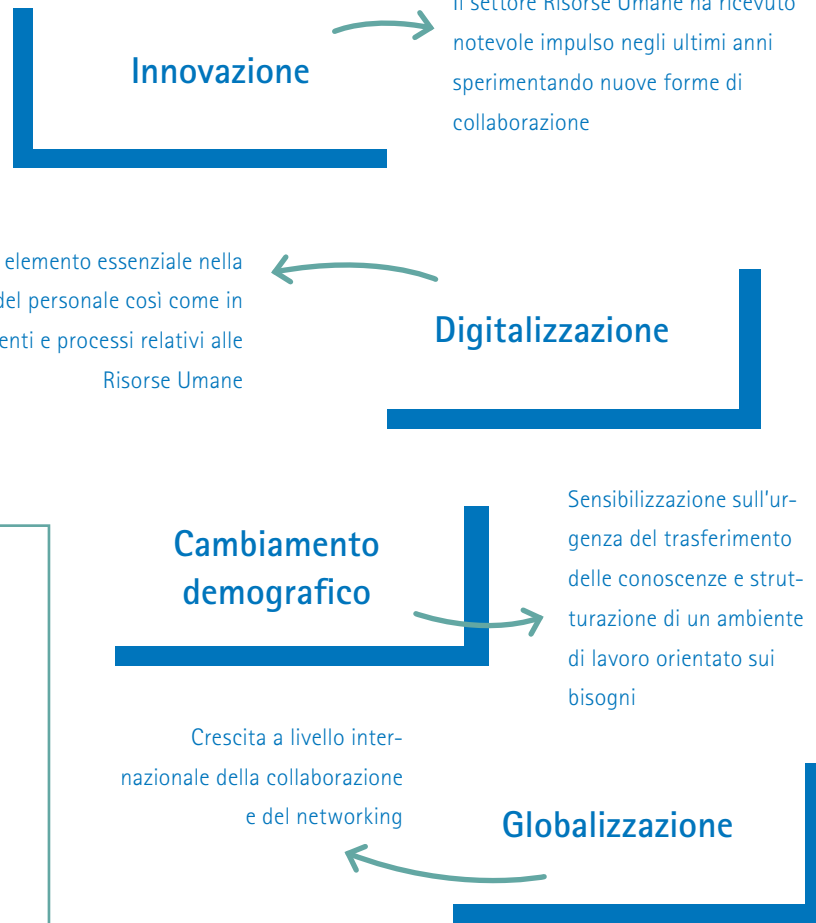 Il settore Risorse Umane ha ricevuto
notevole impulso negli ultimi anni
sperimentando nuove forme di
collaborazione
Innovazione
elemento essenziale nella
del personale così come in
enti e processi relativi alle
Risorse Umane
Digitalizzazione
Cambiamento
demografico
Sensibilizzazione sull'ur-
genza del trasferimento
delle conoscenze e strut-
turazione di un ambiente
di lavoro orientato sui
bisogni
Crescita a livello inter-
nazionale della collaborazione
e del networking
Globalizzazione